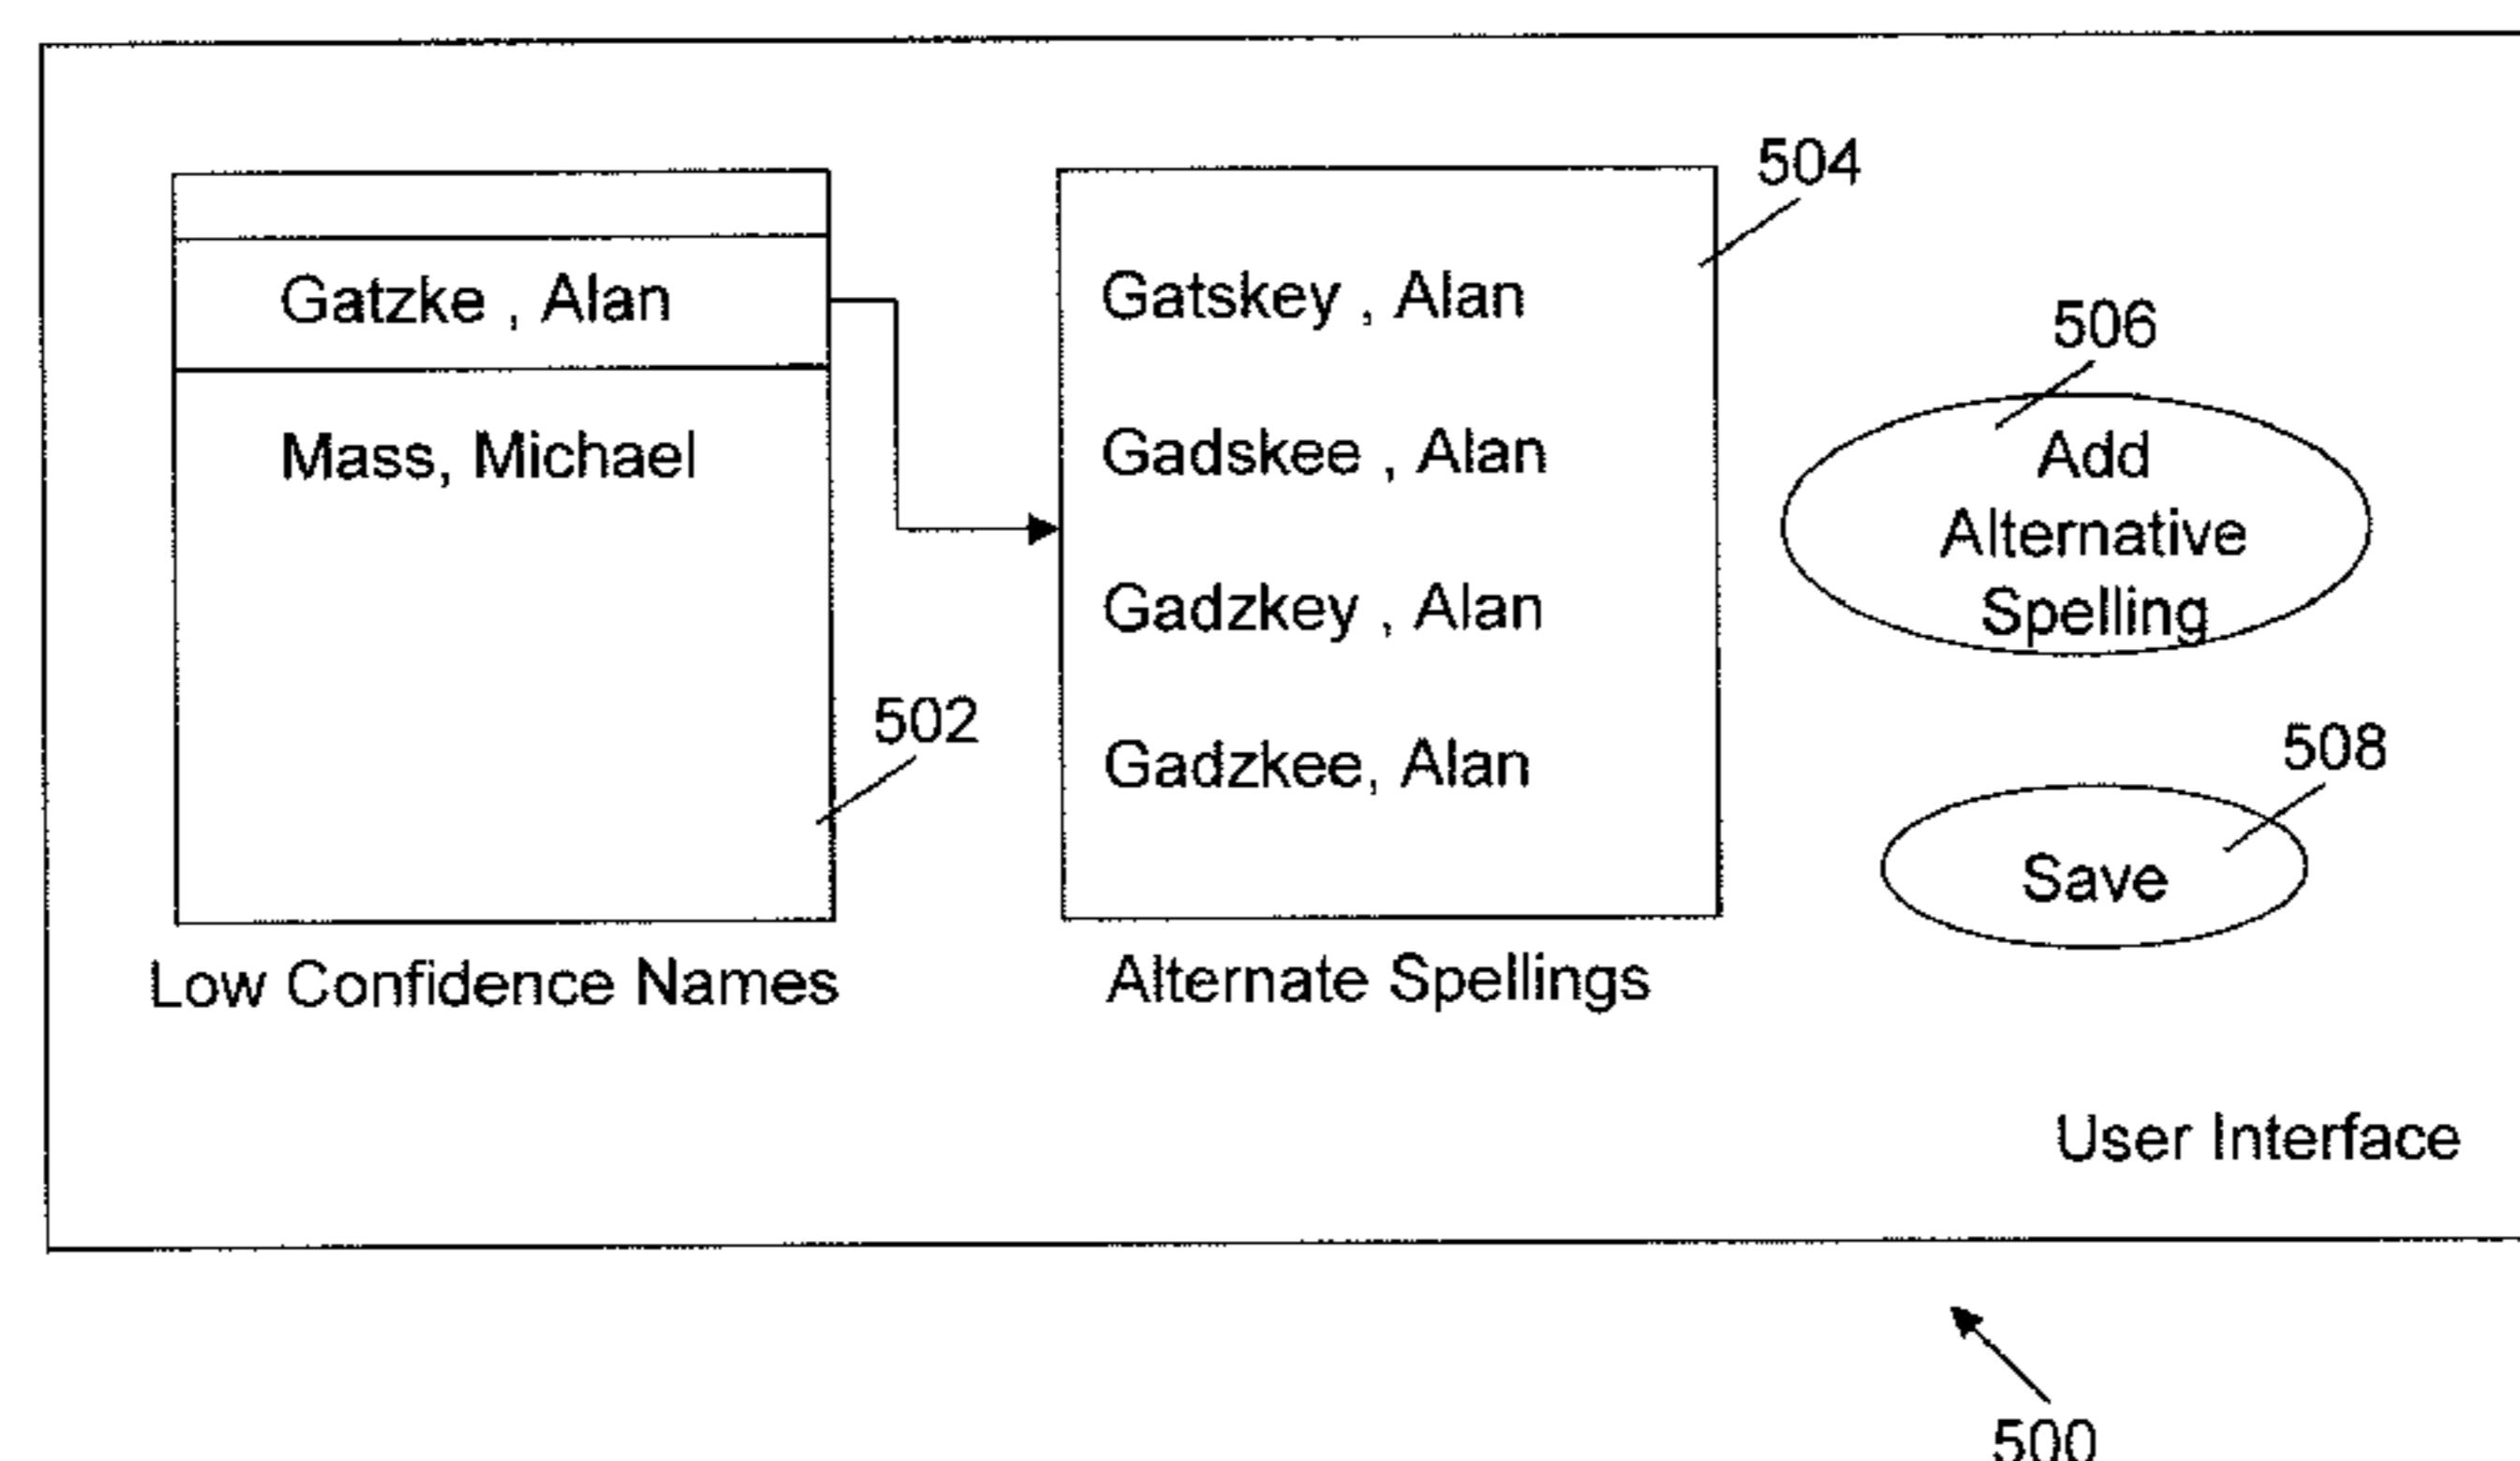 504
Gatzke , Alan
Gatskey , Alan
506
Mass, Michael
Gadskee , Alan
Add
Alternative
Spelling
Gadzkey , Alan
502
508
Gadzkee, Alan
Save
Low Confidence Names
Alternate Spellings
User Interface
500